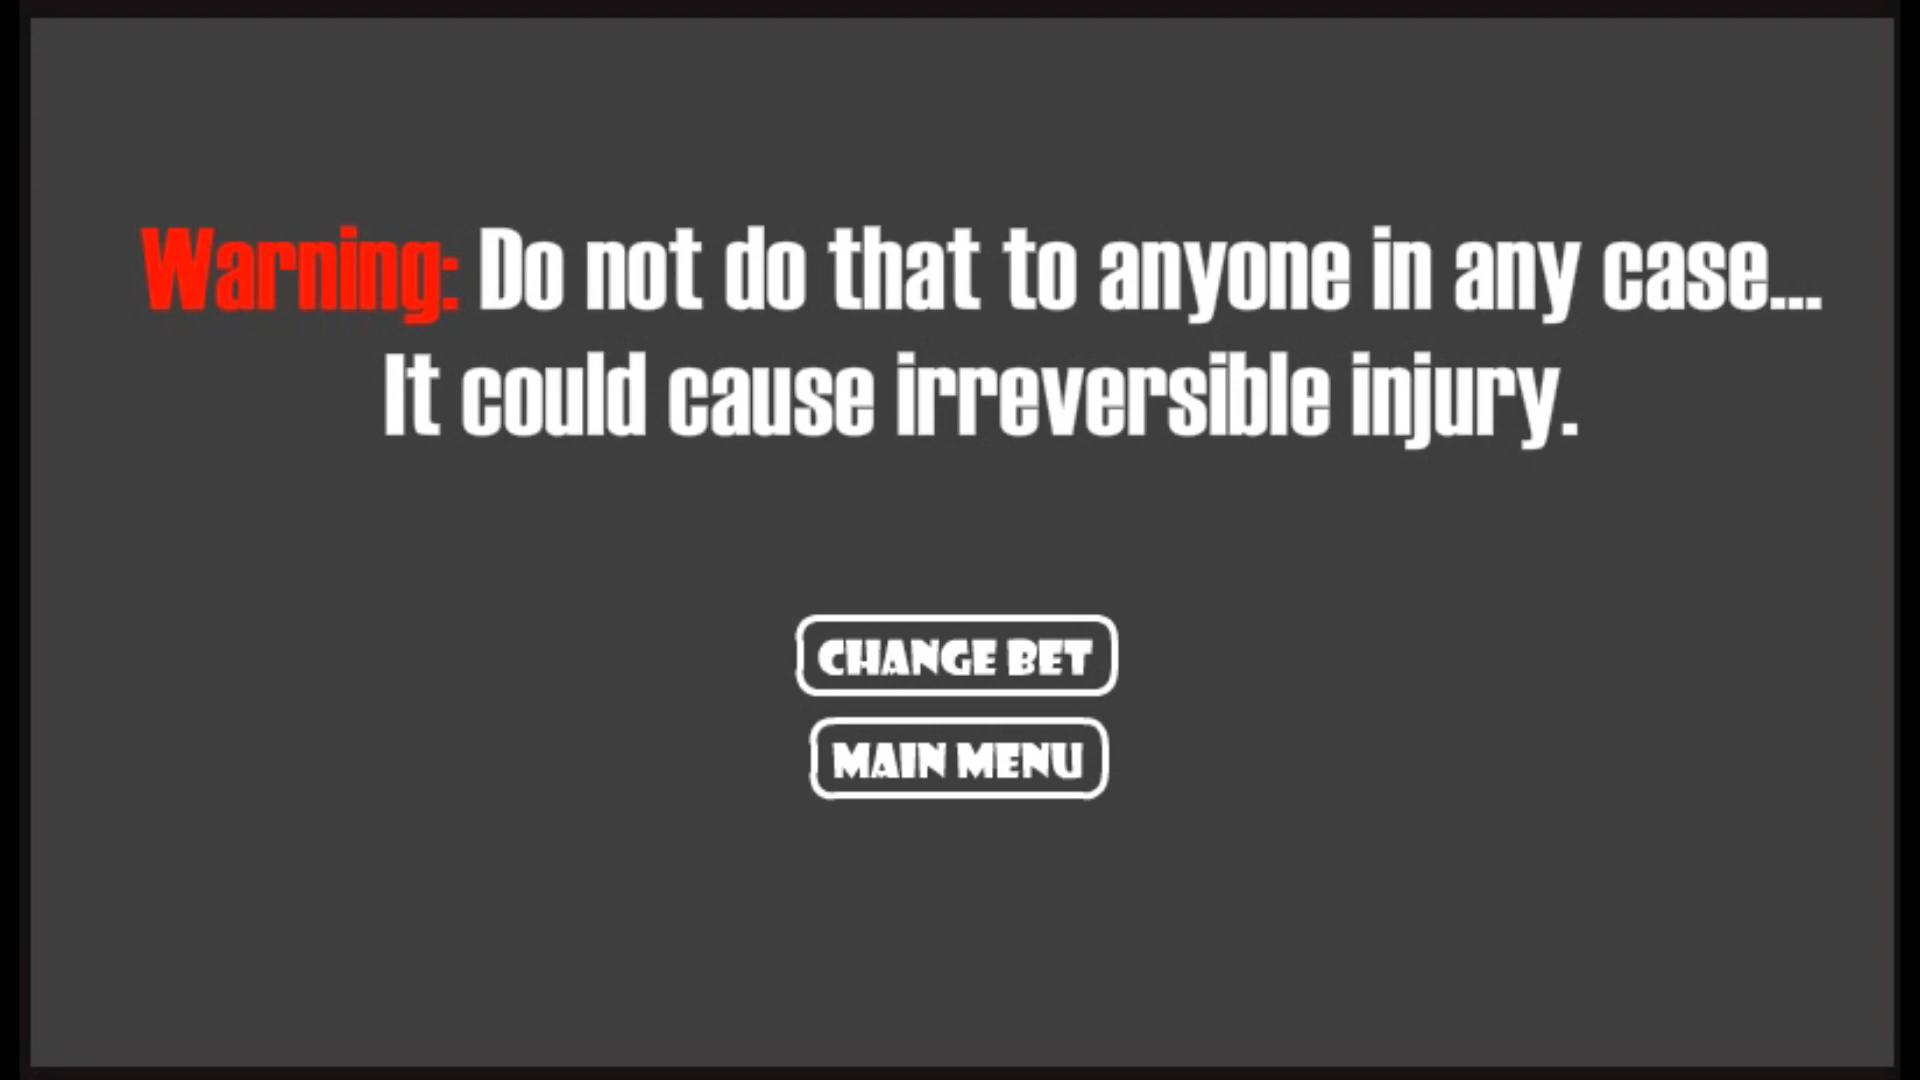 Warning: Do not do that to anyone in any case...
It could cause irreversible injury.
CHANGE BET
MAIN MENU